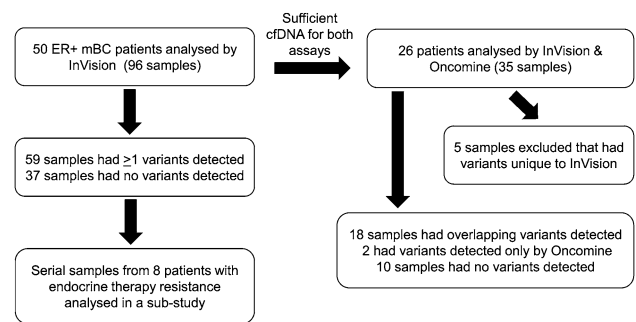 50 ER+ mBC patients analysed by
InVision (96 samples)
Sufficient
cfDNA for both
assays
26 patients analysed by InVision &
Oncomine (35 samples)
59 samples had ≥1 variants detected
37 samples had no variants detected
5 samples excluded that had
variants unique to InVision
Serial samples from 8 patients with
endocrine therapy resistance
analysed in a sub-study
18 samples had overlapping variants detected
2 had variants detected only by Oncomine
10 samples had no variants detected